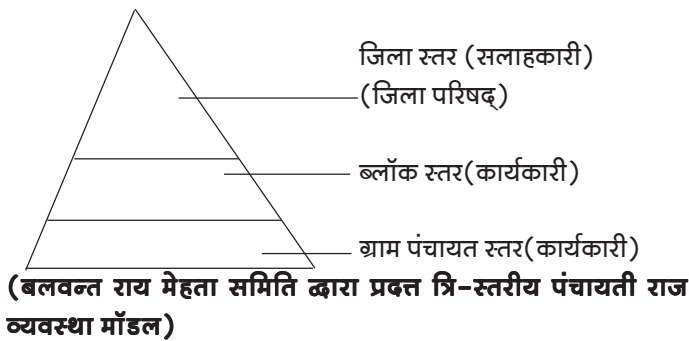 जिला स्तर (सलाहकारी)
(जिला परिषद्)
ब्लॉक स्तर(कार्यकारी)
ग्राम पंचायत स्तर(कार्यकारी)
(बलवन्त राय मेहता समिति द्वारा प्रदत्त त्रि-स्तरीय पंचायती राज
व्यवस्था मॉडल)